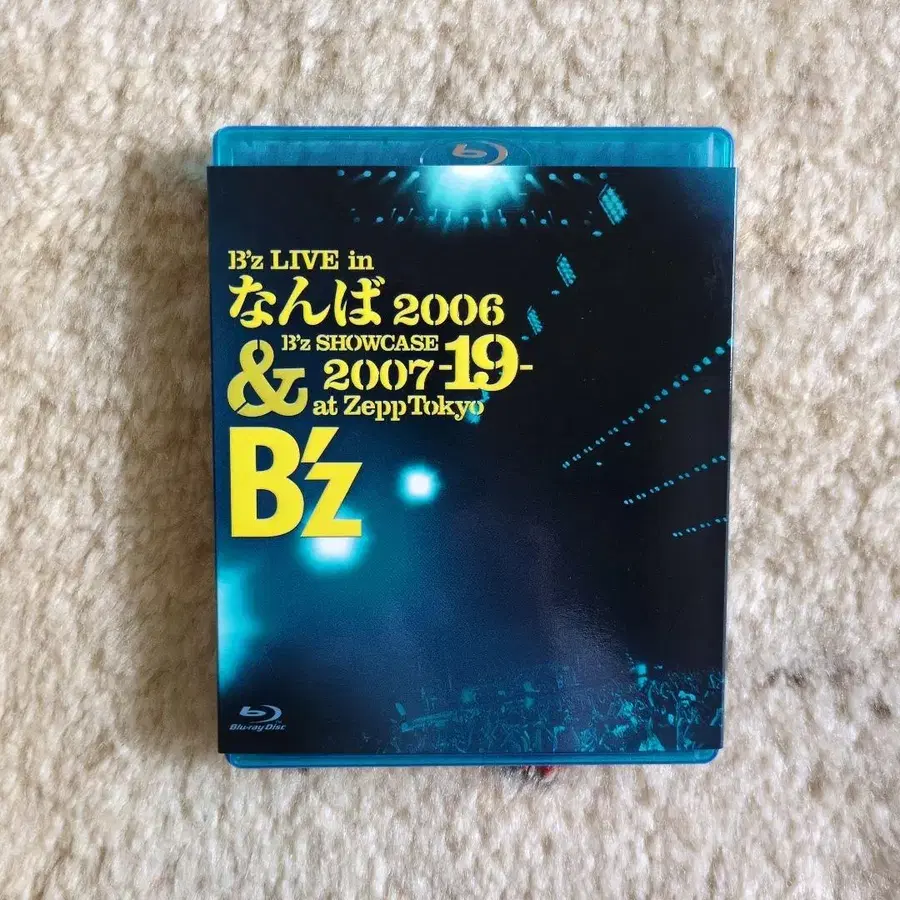 B'z LIVE in
なんば 2006
& B'z SHOWCASE
2007 -19-
at Zepp Tokyo
B'z
Blu-ray Disc